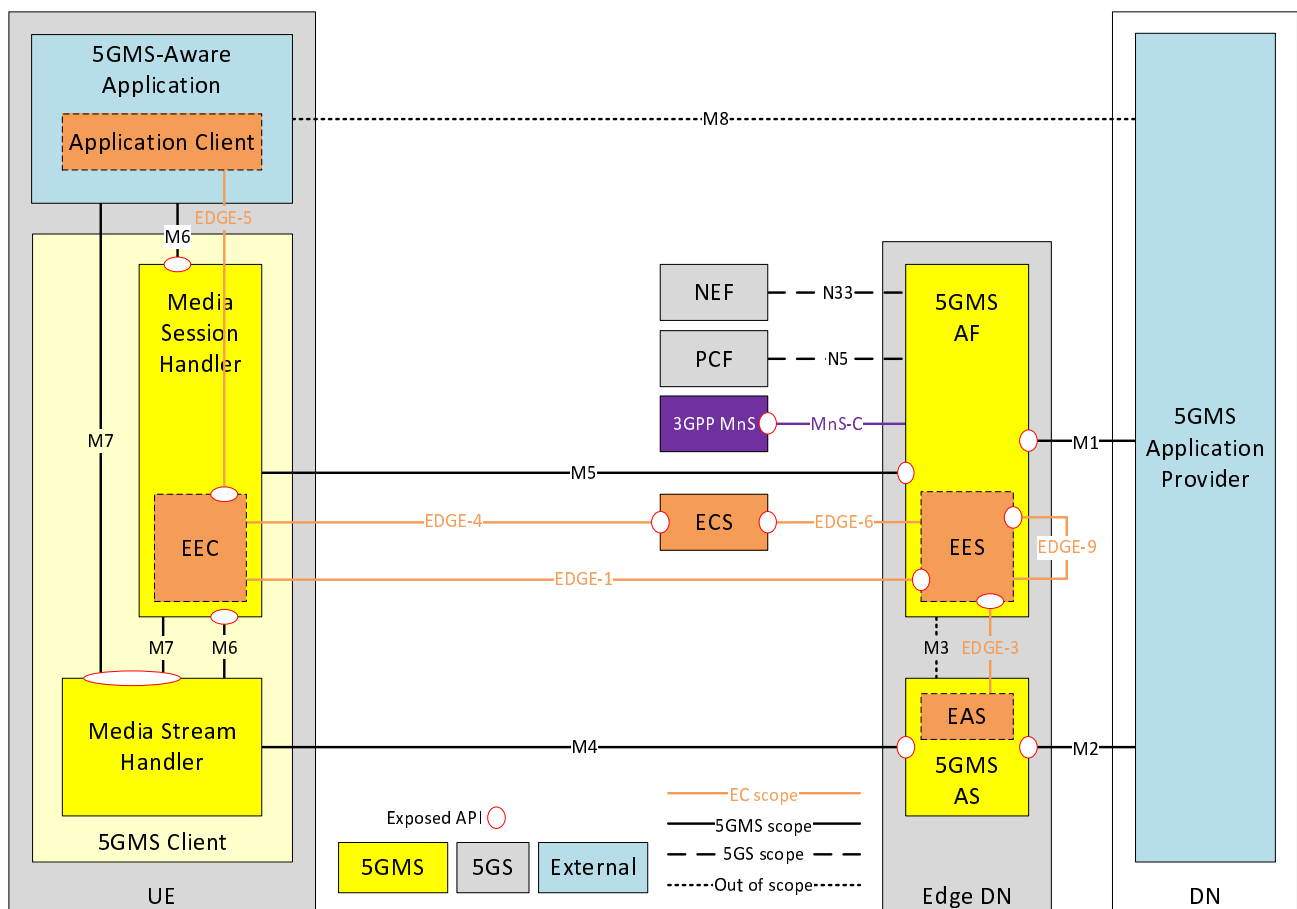 5GMS-Aware
Application
Application Client
M8
EDGE-5
M6
Media
Session
Handler
NEF
N33
5GMS
AF
PCF
N5
3GPP MnS
MnS-C
M7
M1
5GMS
Application
Provider
M5
EEC
EDGE-4
ECS
EDGE-6
EES
EDGE-9
EDGE-1
M7
M6
M3
EDGE-3
Media Stream
Handler
M4
EAS
5GMS
AS
M2
5GMS Client
UE
Exposed API
5GMS
5GS
External
EC scope
5GMS scope
5GS scope
Out of scope
Edge DN
DN